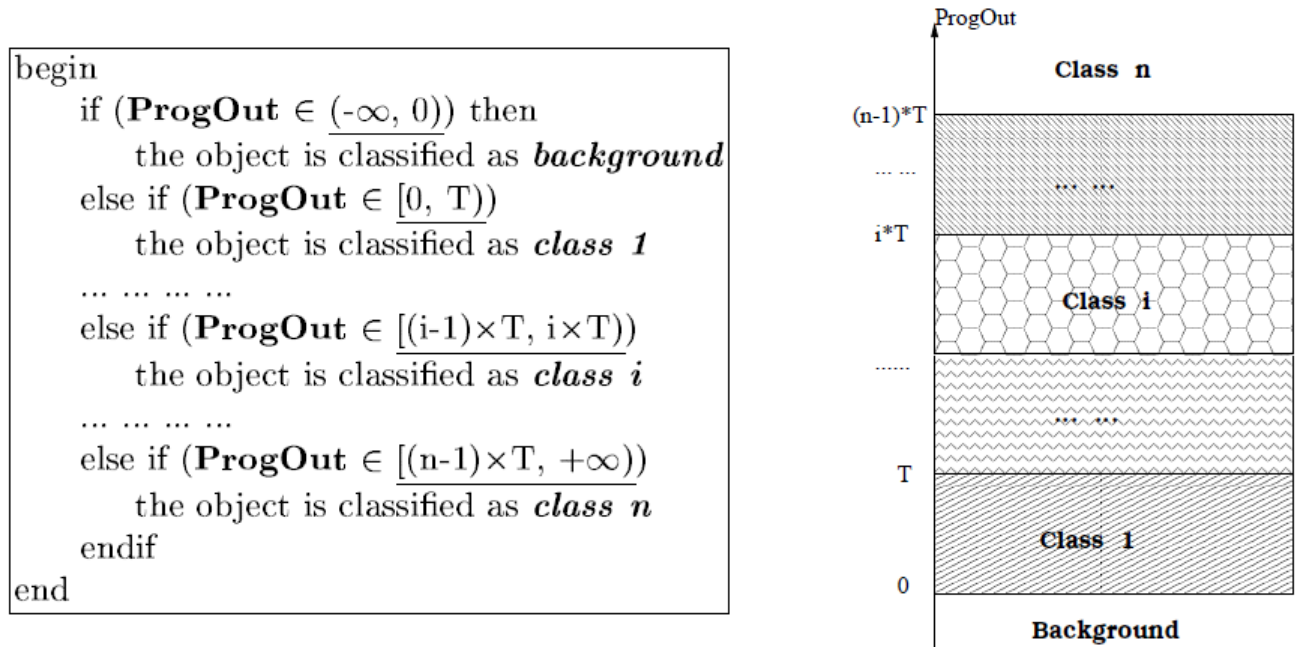 begin
if (ProgOut ∈ (-∞, 0)) then
the object is classified as background
else if (ProgOut ∈ [0, T))
the object is classified as class 1
... ... ... ...
else if (ProgOut ∈ [(i-1)×T, i×T))
the object is classified as class i
... ... ... ...
else if (ProgOut ∈ [(n-1)×T, +∞))
the object is classified as class n
endif
end
ProgOut
Class n
(n-1)*T
... ...
... ...
i*T
Class i
......
... ...
T
Class 1
0
Background